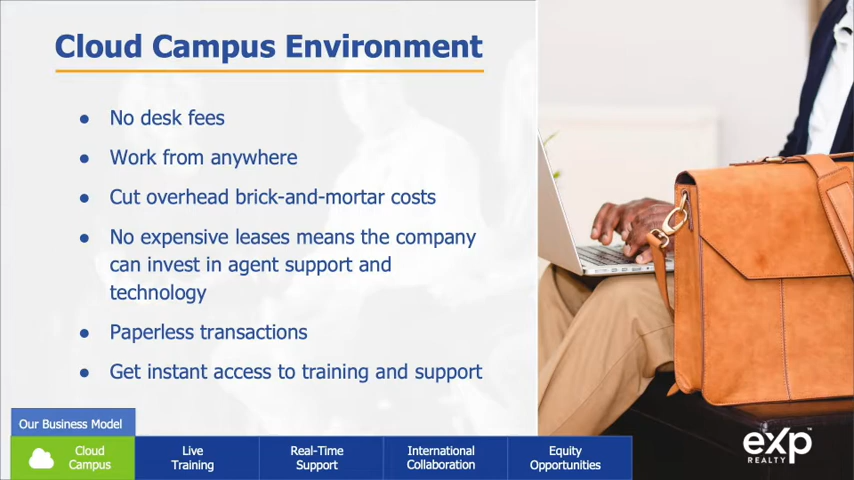 Cloud Campus Environment
● No desk fees
● Work from anywhere
● Cut overhead brick-and-mortar costs
● No expensive leases means the company
can invest in agent support and
technology
● Paperless transactions
● Get instant access to training and support
Our Business Model
Cloud
Campus
Live
Training
Real-Time
Support
International
Collaboration
Equity
Opportunities
eXp™
REALTY